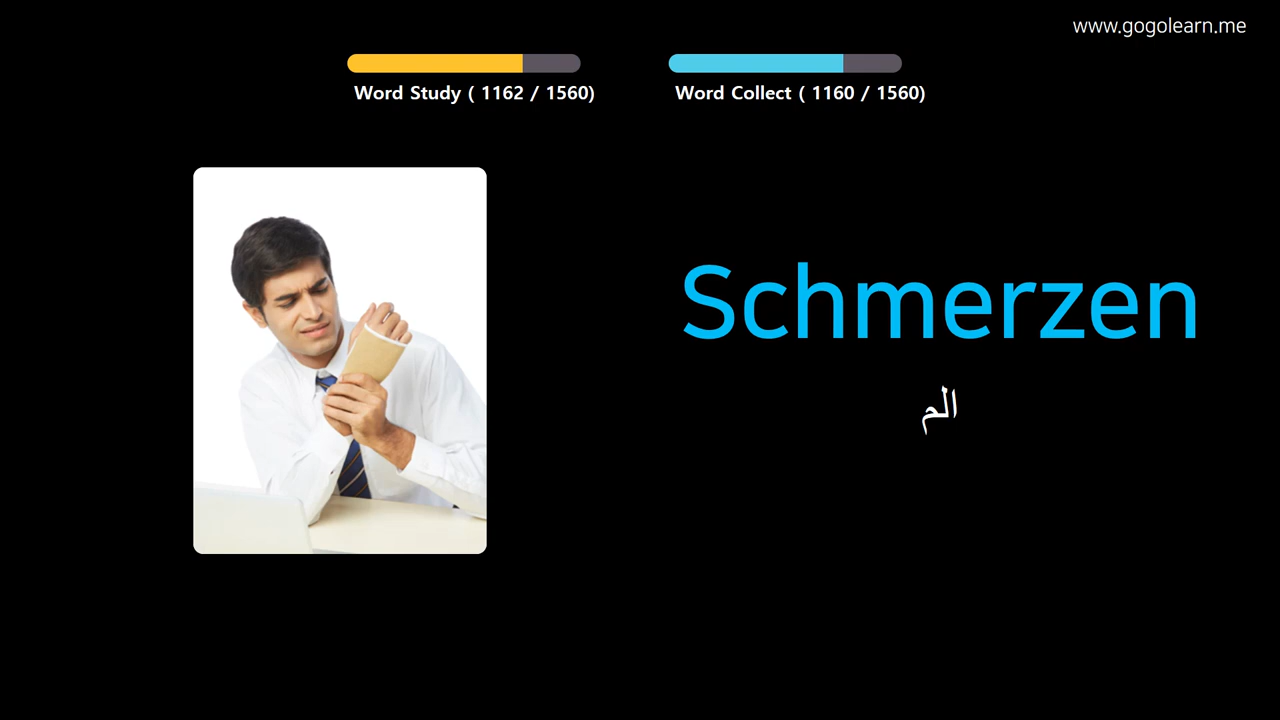 www.gogolearn.me
Word Study ( 1162 / 1560)
Word Collect ( 1160 / 1560)
Schmerzen
الم